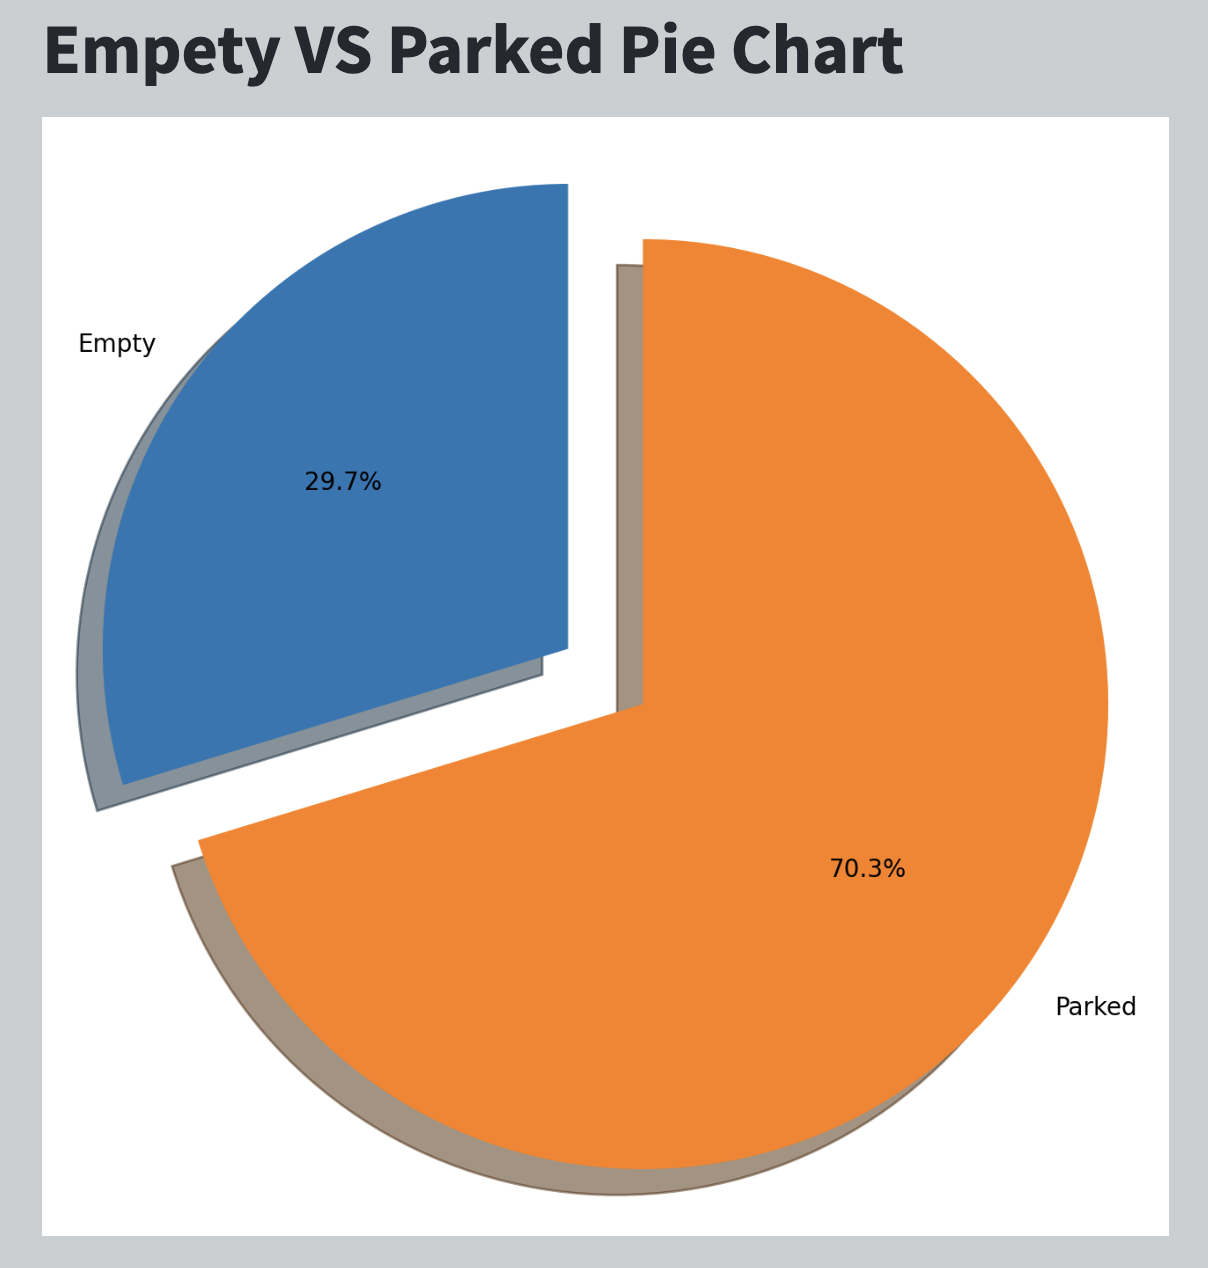 Empety VS Parked Pie Chart
Empty
29.7%
70.3%
Parked